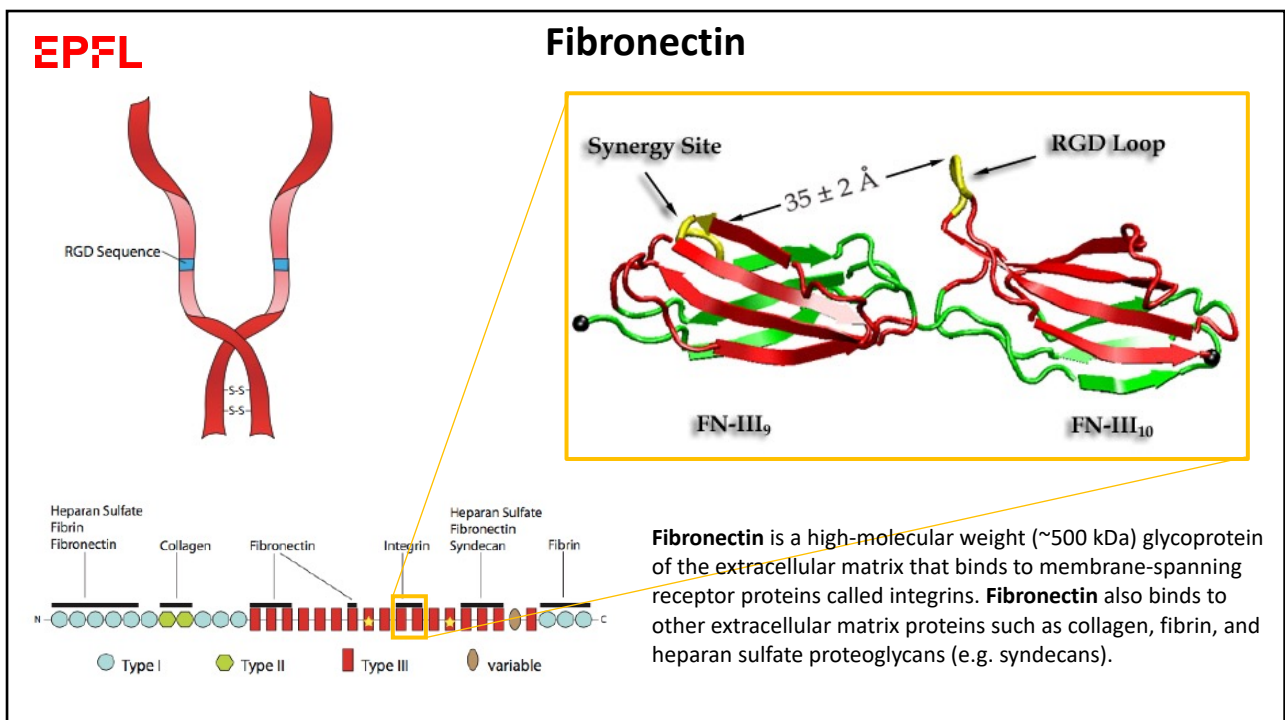 EPFL
Fibronectin
RGD Sequence
-S-S-
-S-S-
Synergy Site
RGD Loop
35 ± 2 Å
FN-III₉
FN-III₁₀
Heparan Sulfate
Fibrin
Fibronectin
Collagen
Fibronectin
Integrin
Heparan Sulfate
Fibronectin
Syndecan
Fibrin
N
C
Type I
Type II
Type III
variable
Fibronectin is a high-molecular weight (~500 kDa) glycoprotein
of the extracellular matrix that binds to membrane-spanning
receptor proteins called integrins. Fibronectin also binds to
other extracellular matrix proteins such as collagen, fibrin, and
heparan sulfate proteoglycans (e.g. syndecans).